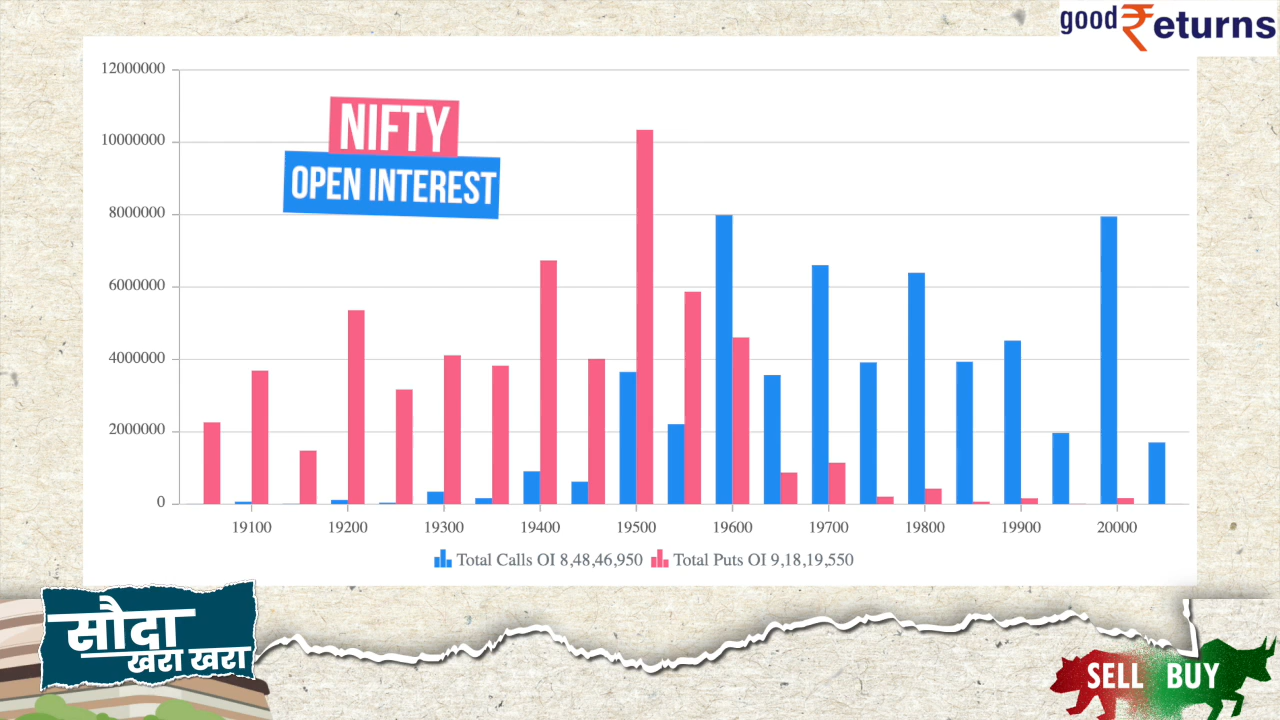 good ₹eturns
12000000
10000000
8000000
6000000
4000000
2000000
0
NIFTY
OPEN INTEREST
19100 19200 19300 19400 19500 19600 19700 19800 19900 20000
Total Calls OI 8,48,46,950 Total Puts OI 9,18,19,550
सौदा
खरा खरा
SELL BUY